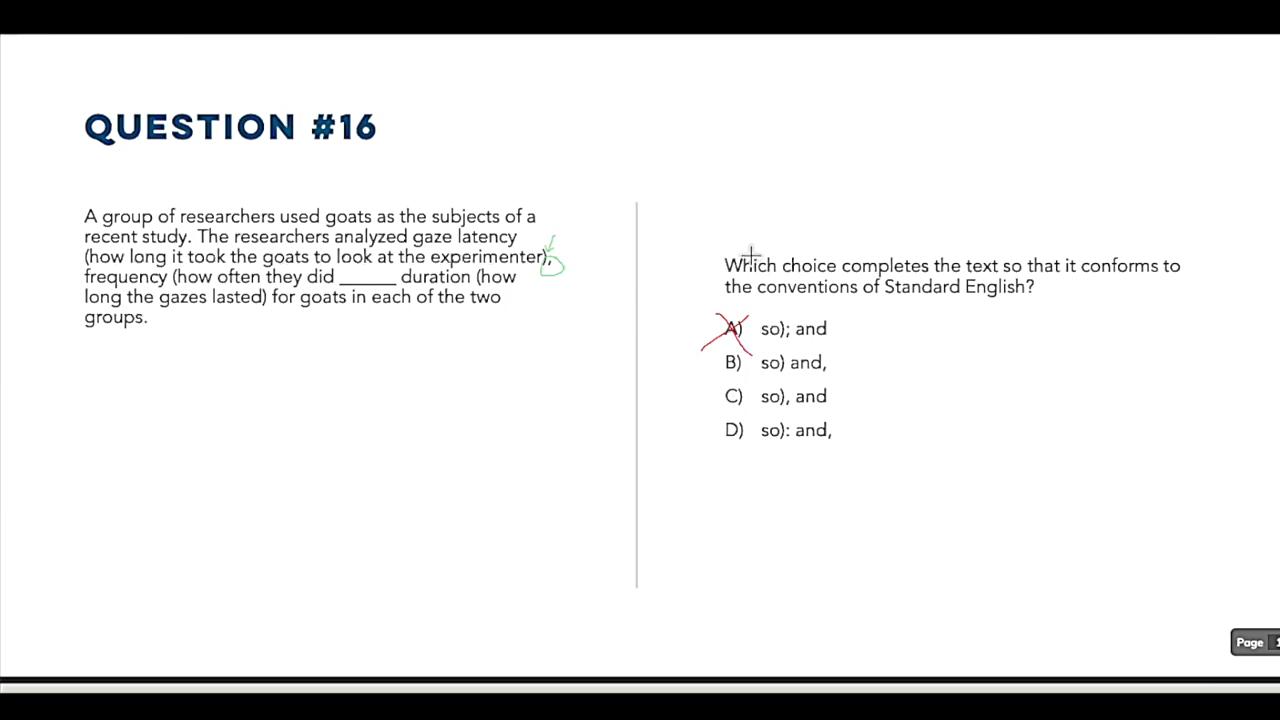 QUESTION #16
A group of researchers used goats as the subjects of a
recent study. The researchers analyzed gaze latency
(how long it took the goats to look at the experimenter),
frequency (how often they did ______ duration (how
long the gazes lasted) for goats in each of the two
groups.
Which choice completes the text so that it conforms to
the conventions of Standard English?
A) so); and
B) so) and,
C) so), and
D) so): and,
Page